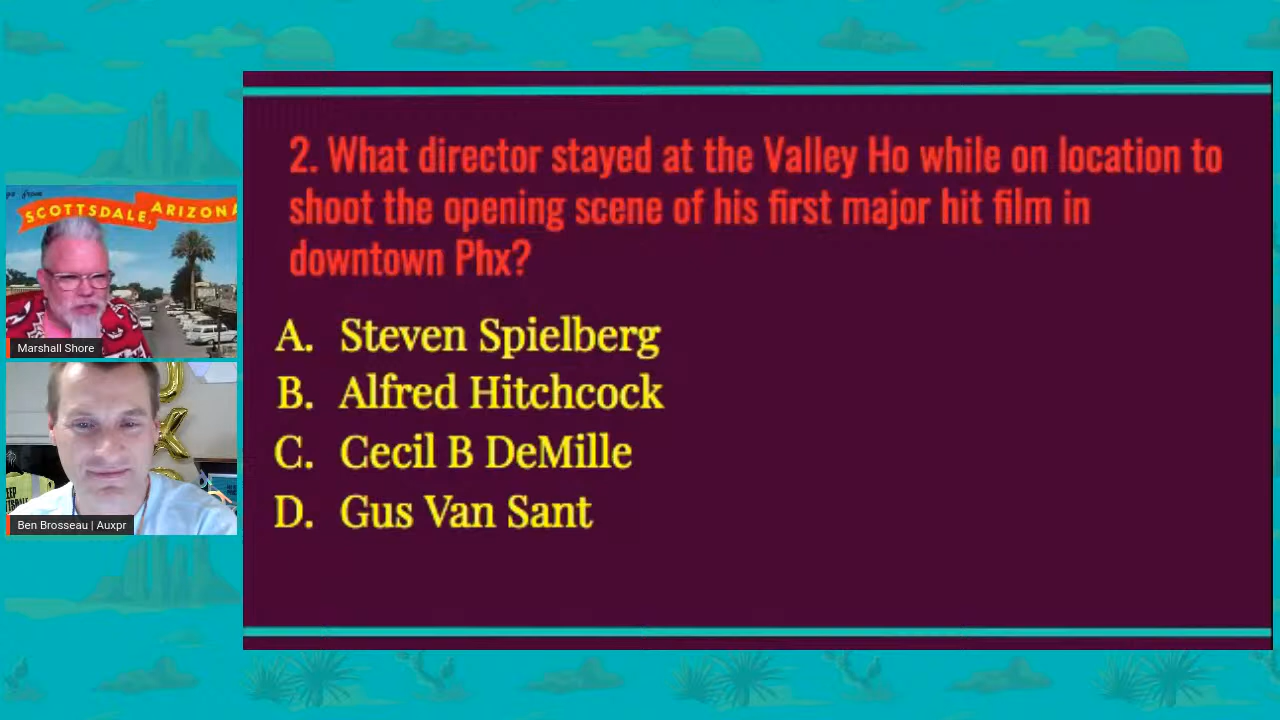 2. What director stayed at the Valley Ho while on location to
shoot the opening scene of his first major hit film in
downtown Phx?
A. Steven Spielberg
B. Alfred Hitchcock
C. Cecil B DeMille
D. Gus Van Sant
SCOTTSDALE, ARIZONA
Marshall Shore
Ben Brosseau | Auxpr